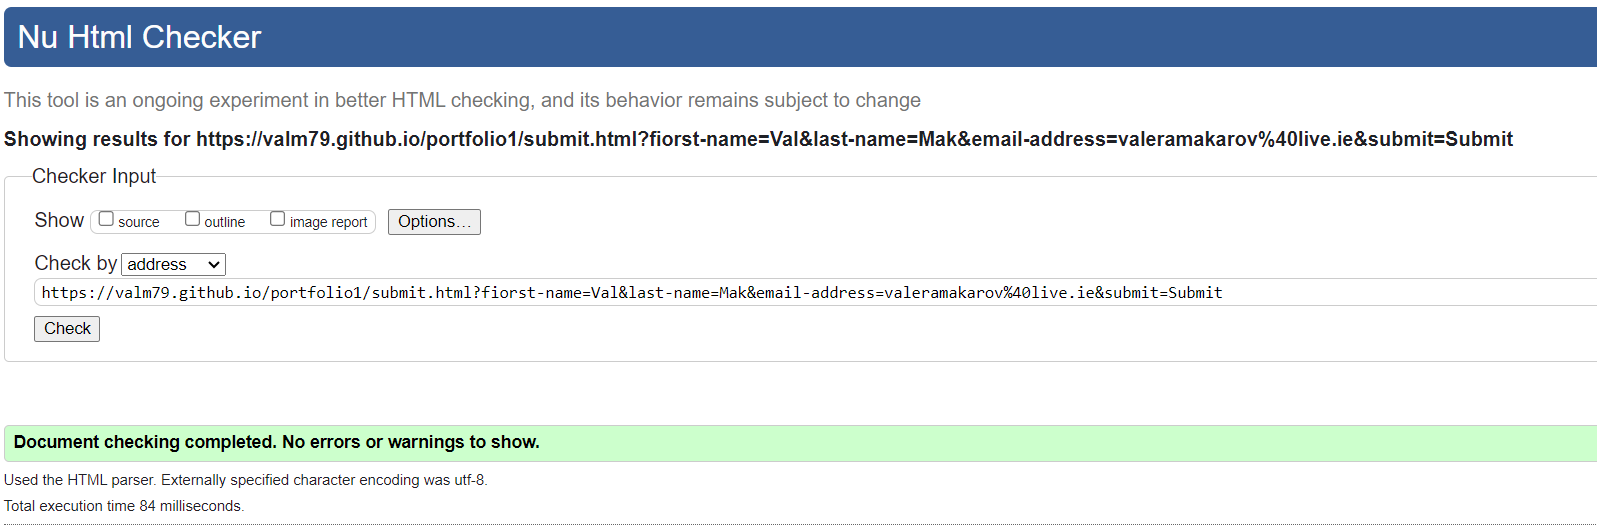 Nu Html Checker
This tool is an ongoing experiment in better HTML checking, and its behavior remains subject to change
Showing results for https://valm79.github.io/portfolio1/submit.html?fiorst-name=Val&last-name=Mak&email-address=valeramakarov%40live.ie&submit=Submit
Checker Input
Show source outline image report Options...
Check by address
https://valm79.github.io/portfolio1/submit.html?fiorst-name=Val&last-name=Mak&email-address=valeramakarov%40live.ie&submit=Submit
Check
Document checking completed. No errors or warnings to show.
Used the HTML parser. Externally specified character encoding was utf-8.
Total execution time 84 milliseconds.